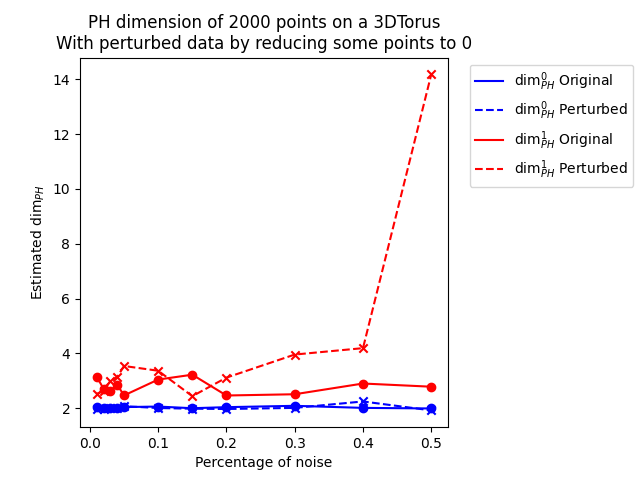 PH dimension of 2000 points on a 3DTorus
With perturbed data by reducing some points to 0
14
12
10
8
6
4
2
Estimated dim_PH
0.0 0.1 0.2 0.3 0.4 0.5
Percentage of noise
dim^0_PH Original
dim^0_PH Perturbed
dim^1_PH Original
dim^1_PH Perturbed